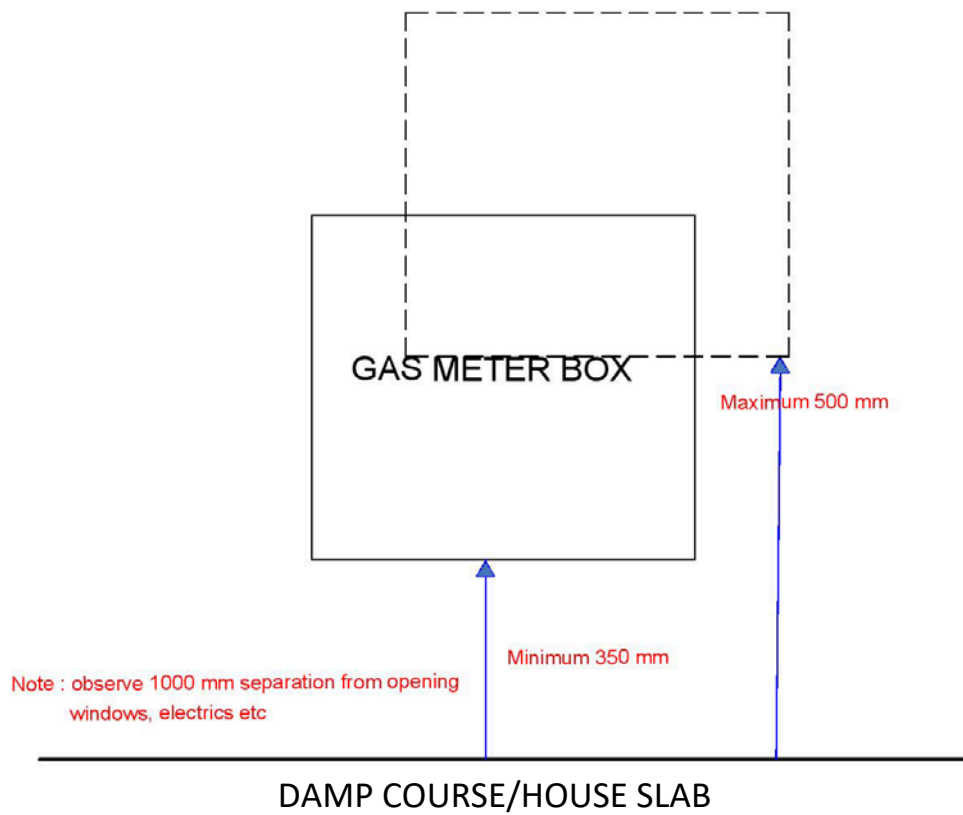 GAS METER BOX
Maximum 500 mm
Minimum 350 mm
Note : observe 1000 mm separation from opening
windows, electrics etc
DAMP COURSE/HOUSE SLAB